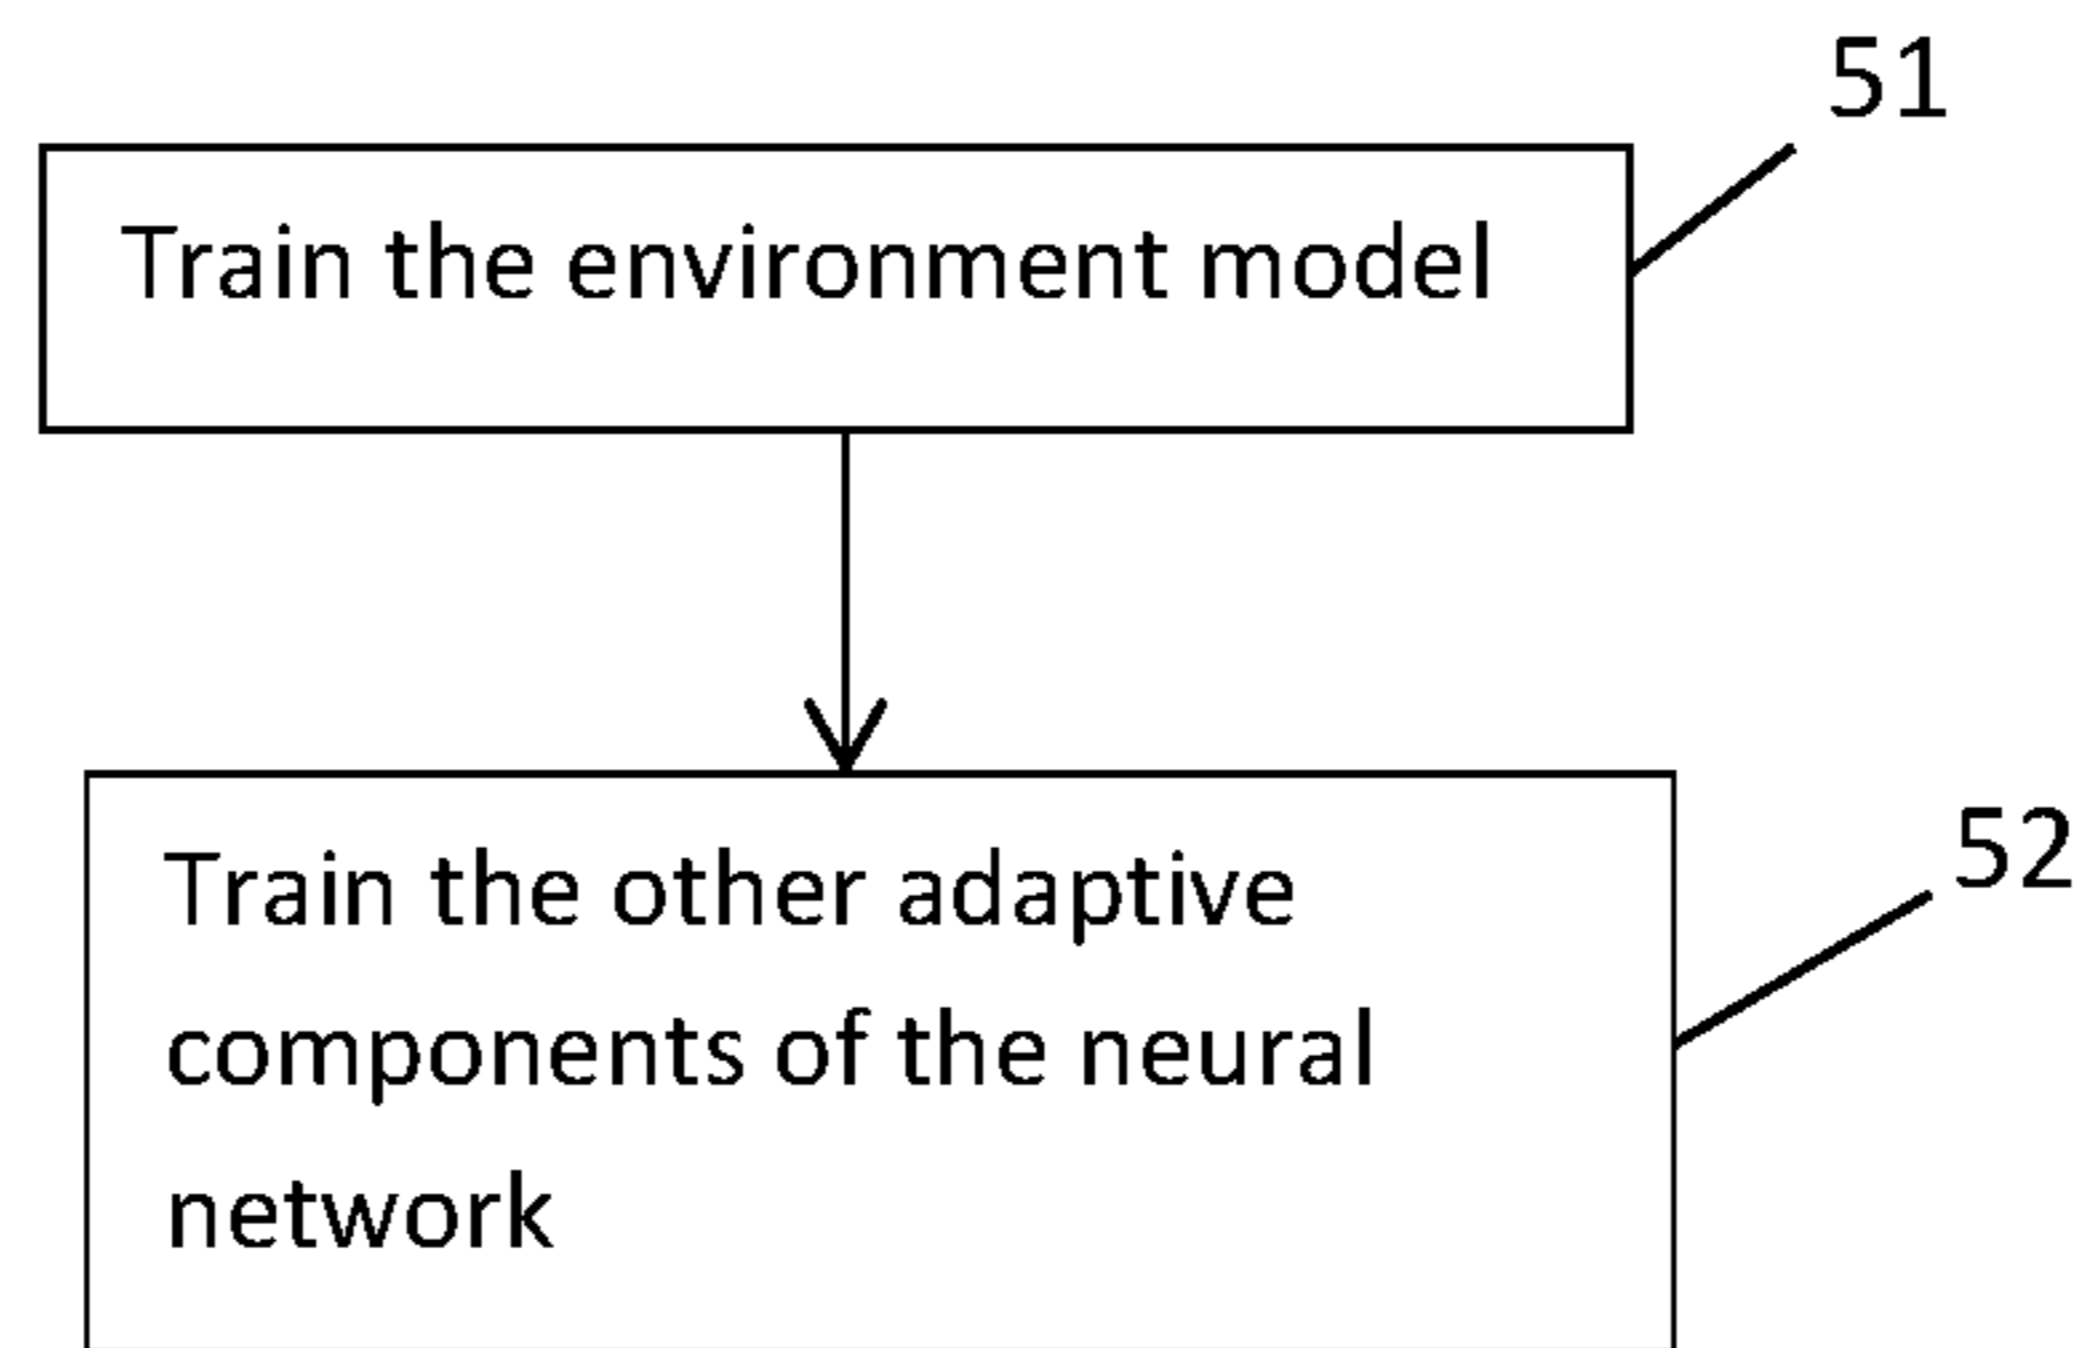 51
Train the environment model
52
Train the other adaptive
components of the neural
network